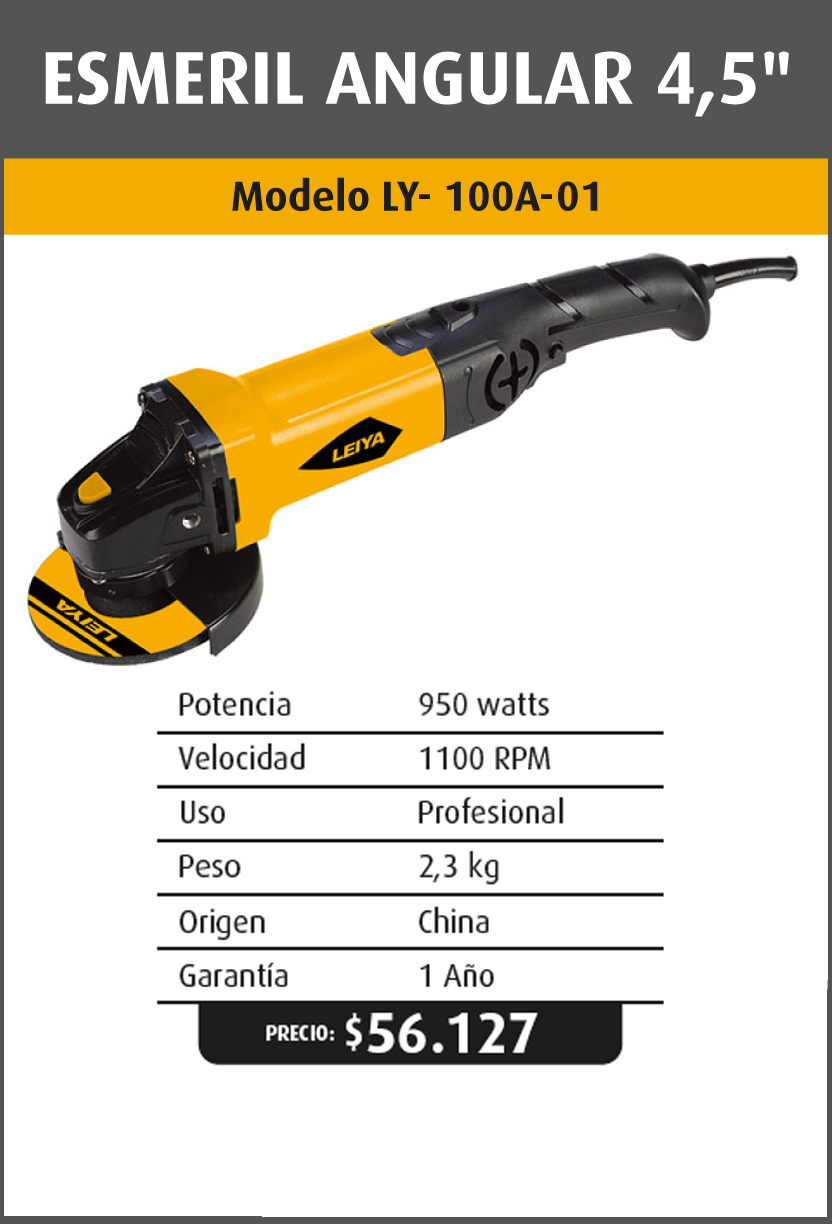 ESMERIL ANGULAR 4,5"
Modelo LY- 100A-01
LEIYA
LEIYA
Potencia 950 watts
Velocidad 1100 RPM
Uso Profesional
Peso 2,3 kg
Origen China
Garantía 1 Año
PRECIO: $56.127